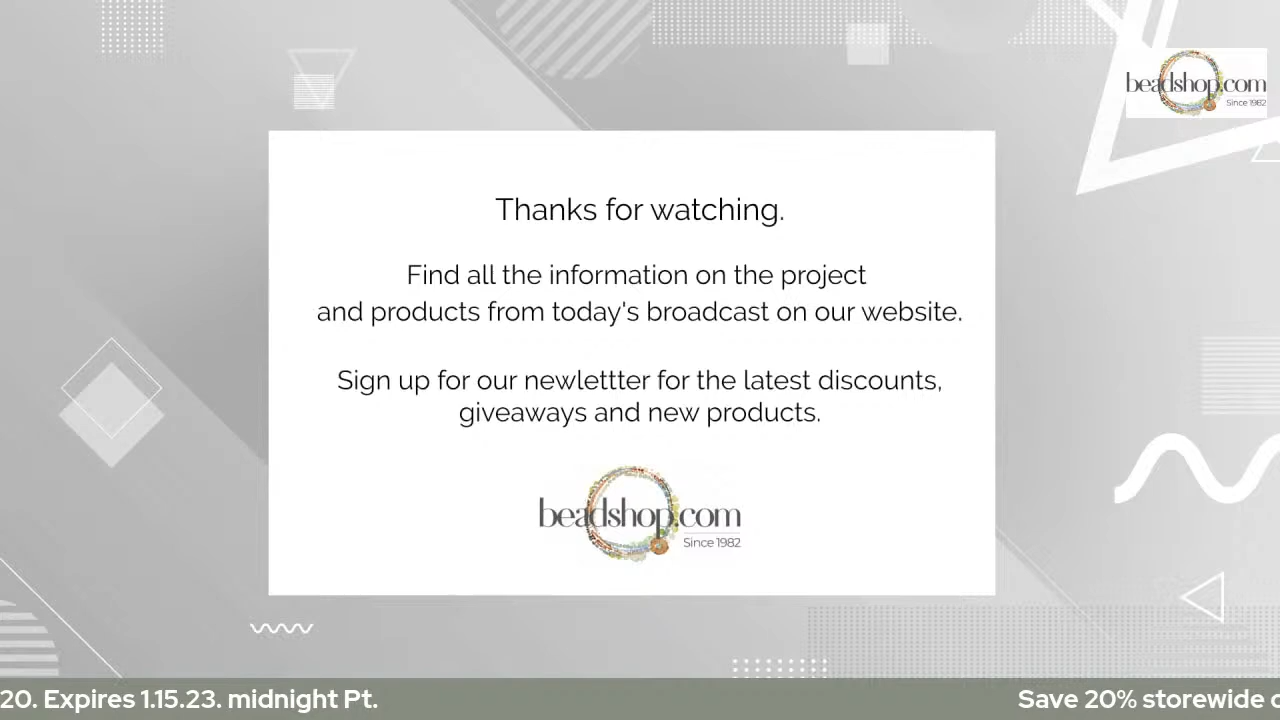 beadshop.com
Since 1982
Thanks for watching.
Find all the information on the project
and products from today's broadcast on our website.
Sign up for our newlettter for the latest discounts,
giveaways and new products.
beadshop.com
Since 1982
20. Expires 1.15.23. midnight Pt.
Save 20% storewide